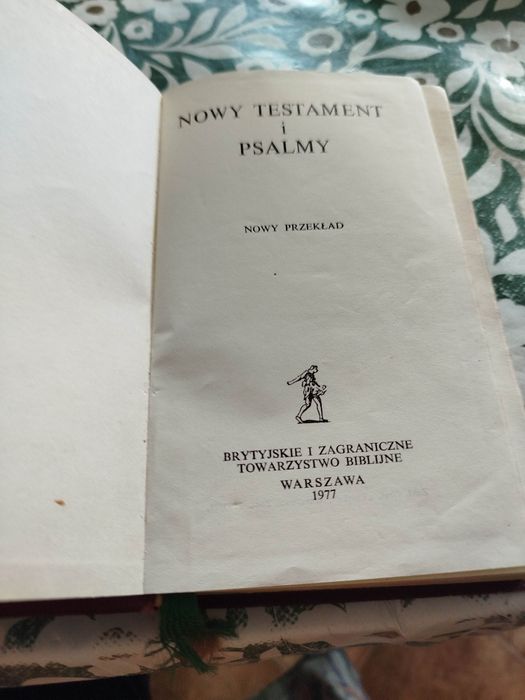 NOWY TESTAMENT
i
PSALMY
NOWY PRZEKŁAD
BRYTYJSKIE I ZAGRANICZNE
TOWARZYSTWO BIBLIJNE
WARSZAWA
1977